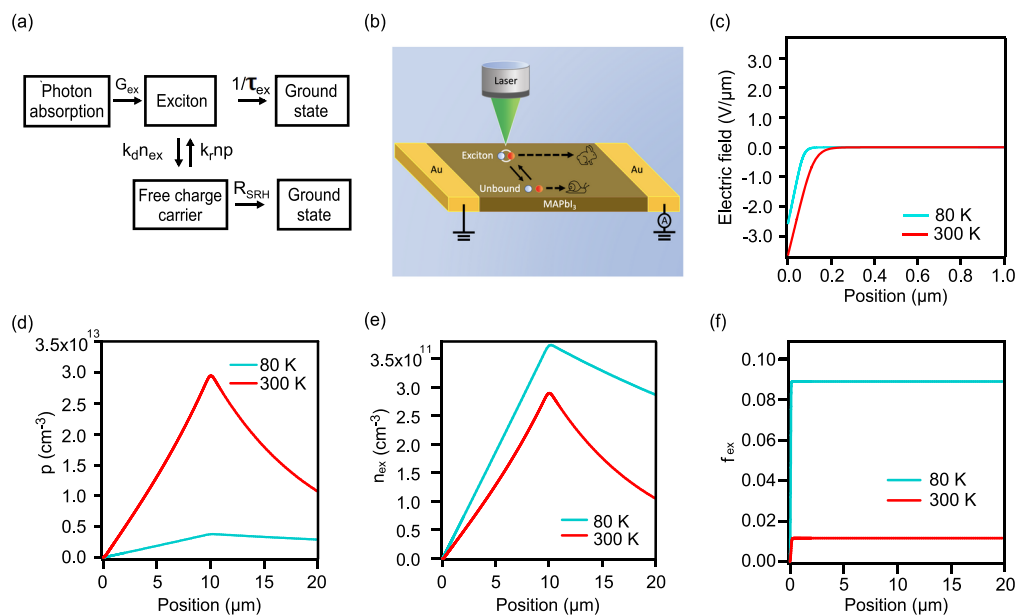 (a)
Photon
absorption
G_ex
Exciton
1/τ_ex
Ground
state
k_d n_ex
k_r np
Free charge
carrier
R_SRH
Ground
state
(b)
Laser
Exciton
Au
Unbound
Au
MAPbI₃
A
(c)
Electric field (V/μm)
3.0
2.0
1.0
0.0
-1.0
-2.0
-3.0
80 K
300 K
0.0 0.2 0.4 0.6 0.8 1.0
Position (μm)
(d)
p (cm⁻³)
3.5x10¹³
3.0
2.5
2.0
1.5
1.0
0.5
0.0
80 K
300 K
0 5 10 15 20
Position (μm)
(e)
n_ex (cm⁻³)
3.5x10¹¹
3.0
2.5
2.0
1.5
1.0
0.5
0.0
80 K
300 K
0 5 10 15 20
Position (μm)
(f)
f_ex
0.10
0.08
0.06
0.04
0.02
0.00
80 K
300 K
0 5 10 15 20
Position (μm)